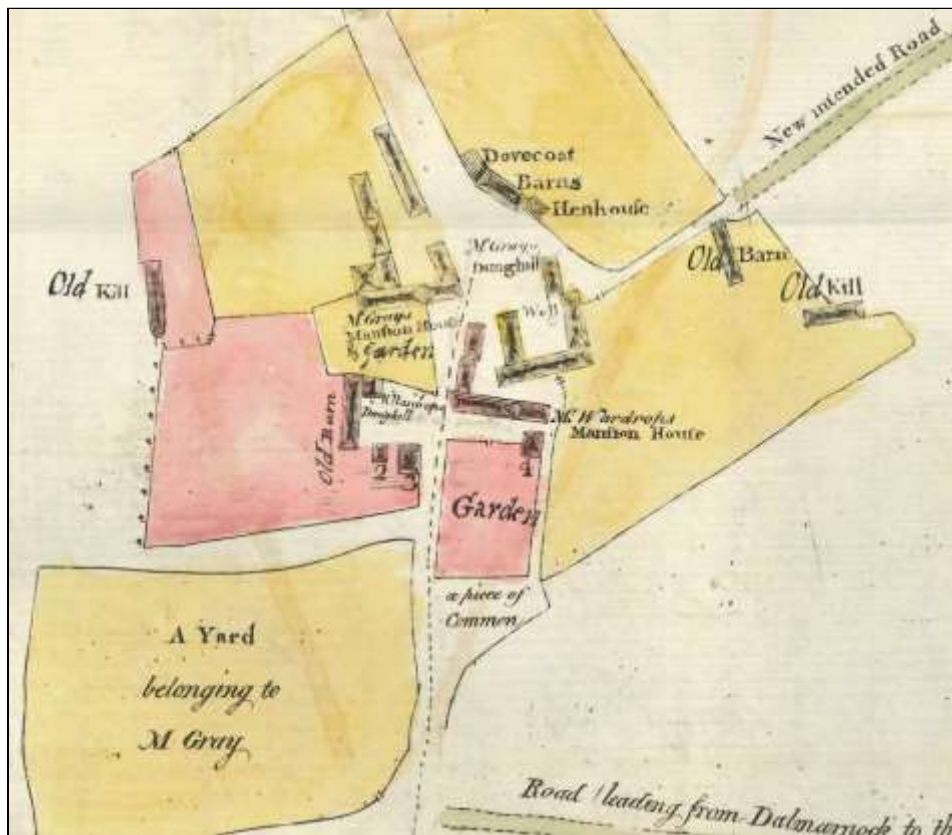 New intended Road
Dovecoat
Barns
Henhouse
Old Kill
M Grays
Dunghill
Old Barn
Old Kill
Well
M Grays
Mansion House
& Garden
M Wardrops
Dunghill
Old Barn
M. Wardrops
Mansion House
2
3
4
Garden
a piece of
Common
A Yard
belonging to
M Gray
Road leading from Dalmarnock to